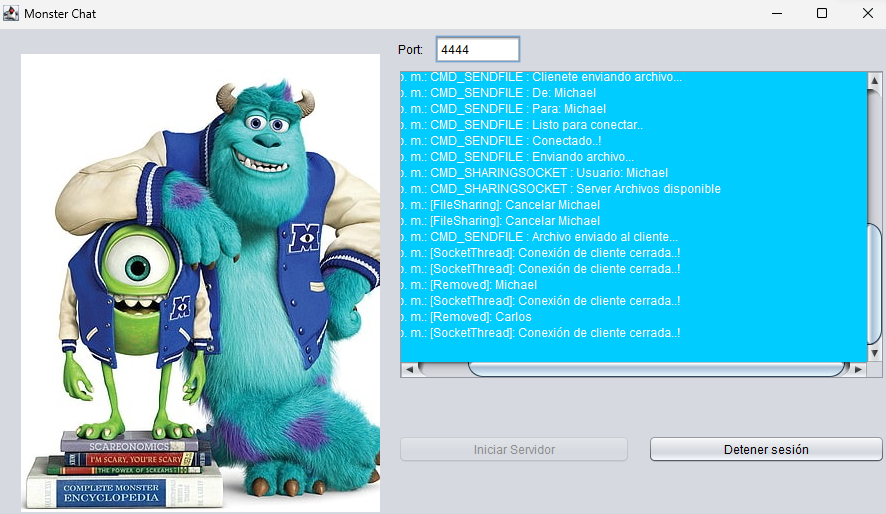 Monster Chat
Port: 4444
m.: CMD_SENDFILE : Clienete enviando archivo...
m.: CMD_SENDFILE : De: Michael
m.: CMD_SENDFILE : Para: Michael
m.: CMD_SENDFILE : Listo para conectar..
m.: CMD_SENDFILE : Conectado..!
m.: CMD_SENDFILE : Enviando archivo...
m.: CMD_SHARINGSOCKET : Usuario: Michael
m.: CMD_SHARINGSOCKET : Server Archivos disponible
m.: [FileSharing]: Cancelar Michael
m.: [FileSharing]: Cancelar Michael
m.: CMD_SENDFILE : Archivo enviado al cliente...
m.: [SocketThread]: Conexión de cliente cerrada..!
m.: [SocketThread]: Conexión de cliente cerrada..!
m.: [Removed]: Michael
m.: [SocketThread]: Conexión de cliente cerrada..!
m.: [Removed]: Carlos
m.: [SocketThread]: Conexión de cliente cerrada..!
Iniciar Servidor
Detener sesión
M
M
SCAREONOMICS
I'M SCARY, YOU'RE SCARY
THE POWER OF SCREAMS
COMPLETE MONSTER
ENCYCLOPEDIA